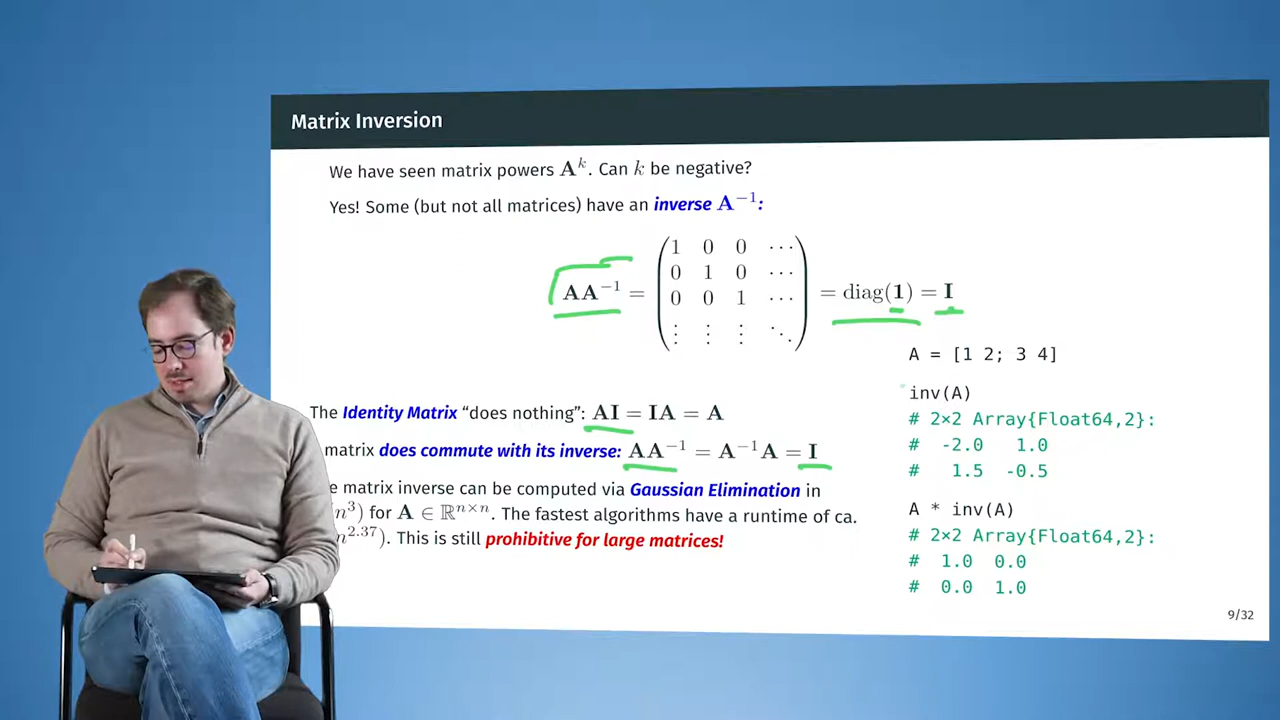 Matrix Inversion
We have seen matrix powers A^k. Can k be negative?
Yes! Some (but not all matrices) have an inverse A^−1:
AA^−1 = ( 1 0 0 ⋯
0 1 0 ⋯
0 0 1 ⋯
⋮ ⋮ ⋮ ⋱ ) = diag(1) = I
The Identity Matrix “does nothing”: AI = IA = A
matrix does commute with its inverse: AA^−1 = A^−1A = I
e matrix inverse can be computed via Gaussian Elimination in
(n^3) for A ∈ ℝ^n×n. The fastest algorithms have a runtime of ca.
n^2.37). This is still prohibitive for large matrices!
A = [1 2; 3 4]
inv(A)
# 2×2 Array{Float64,2}:
# -2.0 1.0
# 1.5 -0.5
A * inv(A)
# 2×2 Array{Float64,2}:
# 1.0 0.0
# 0.0 1.0
9/32